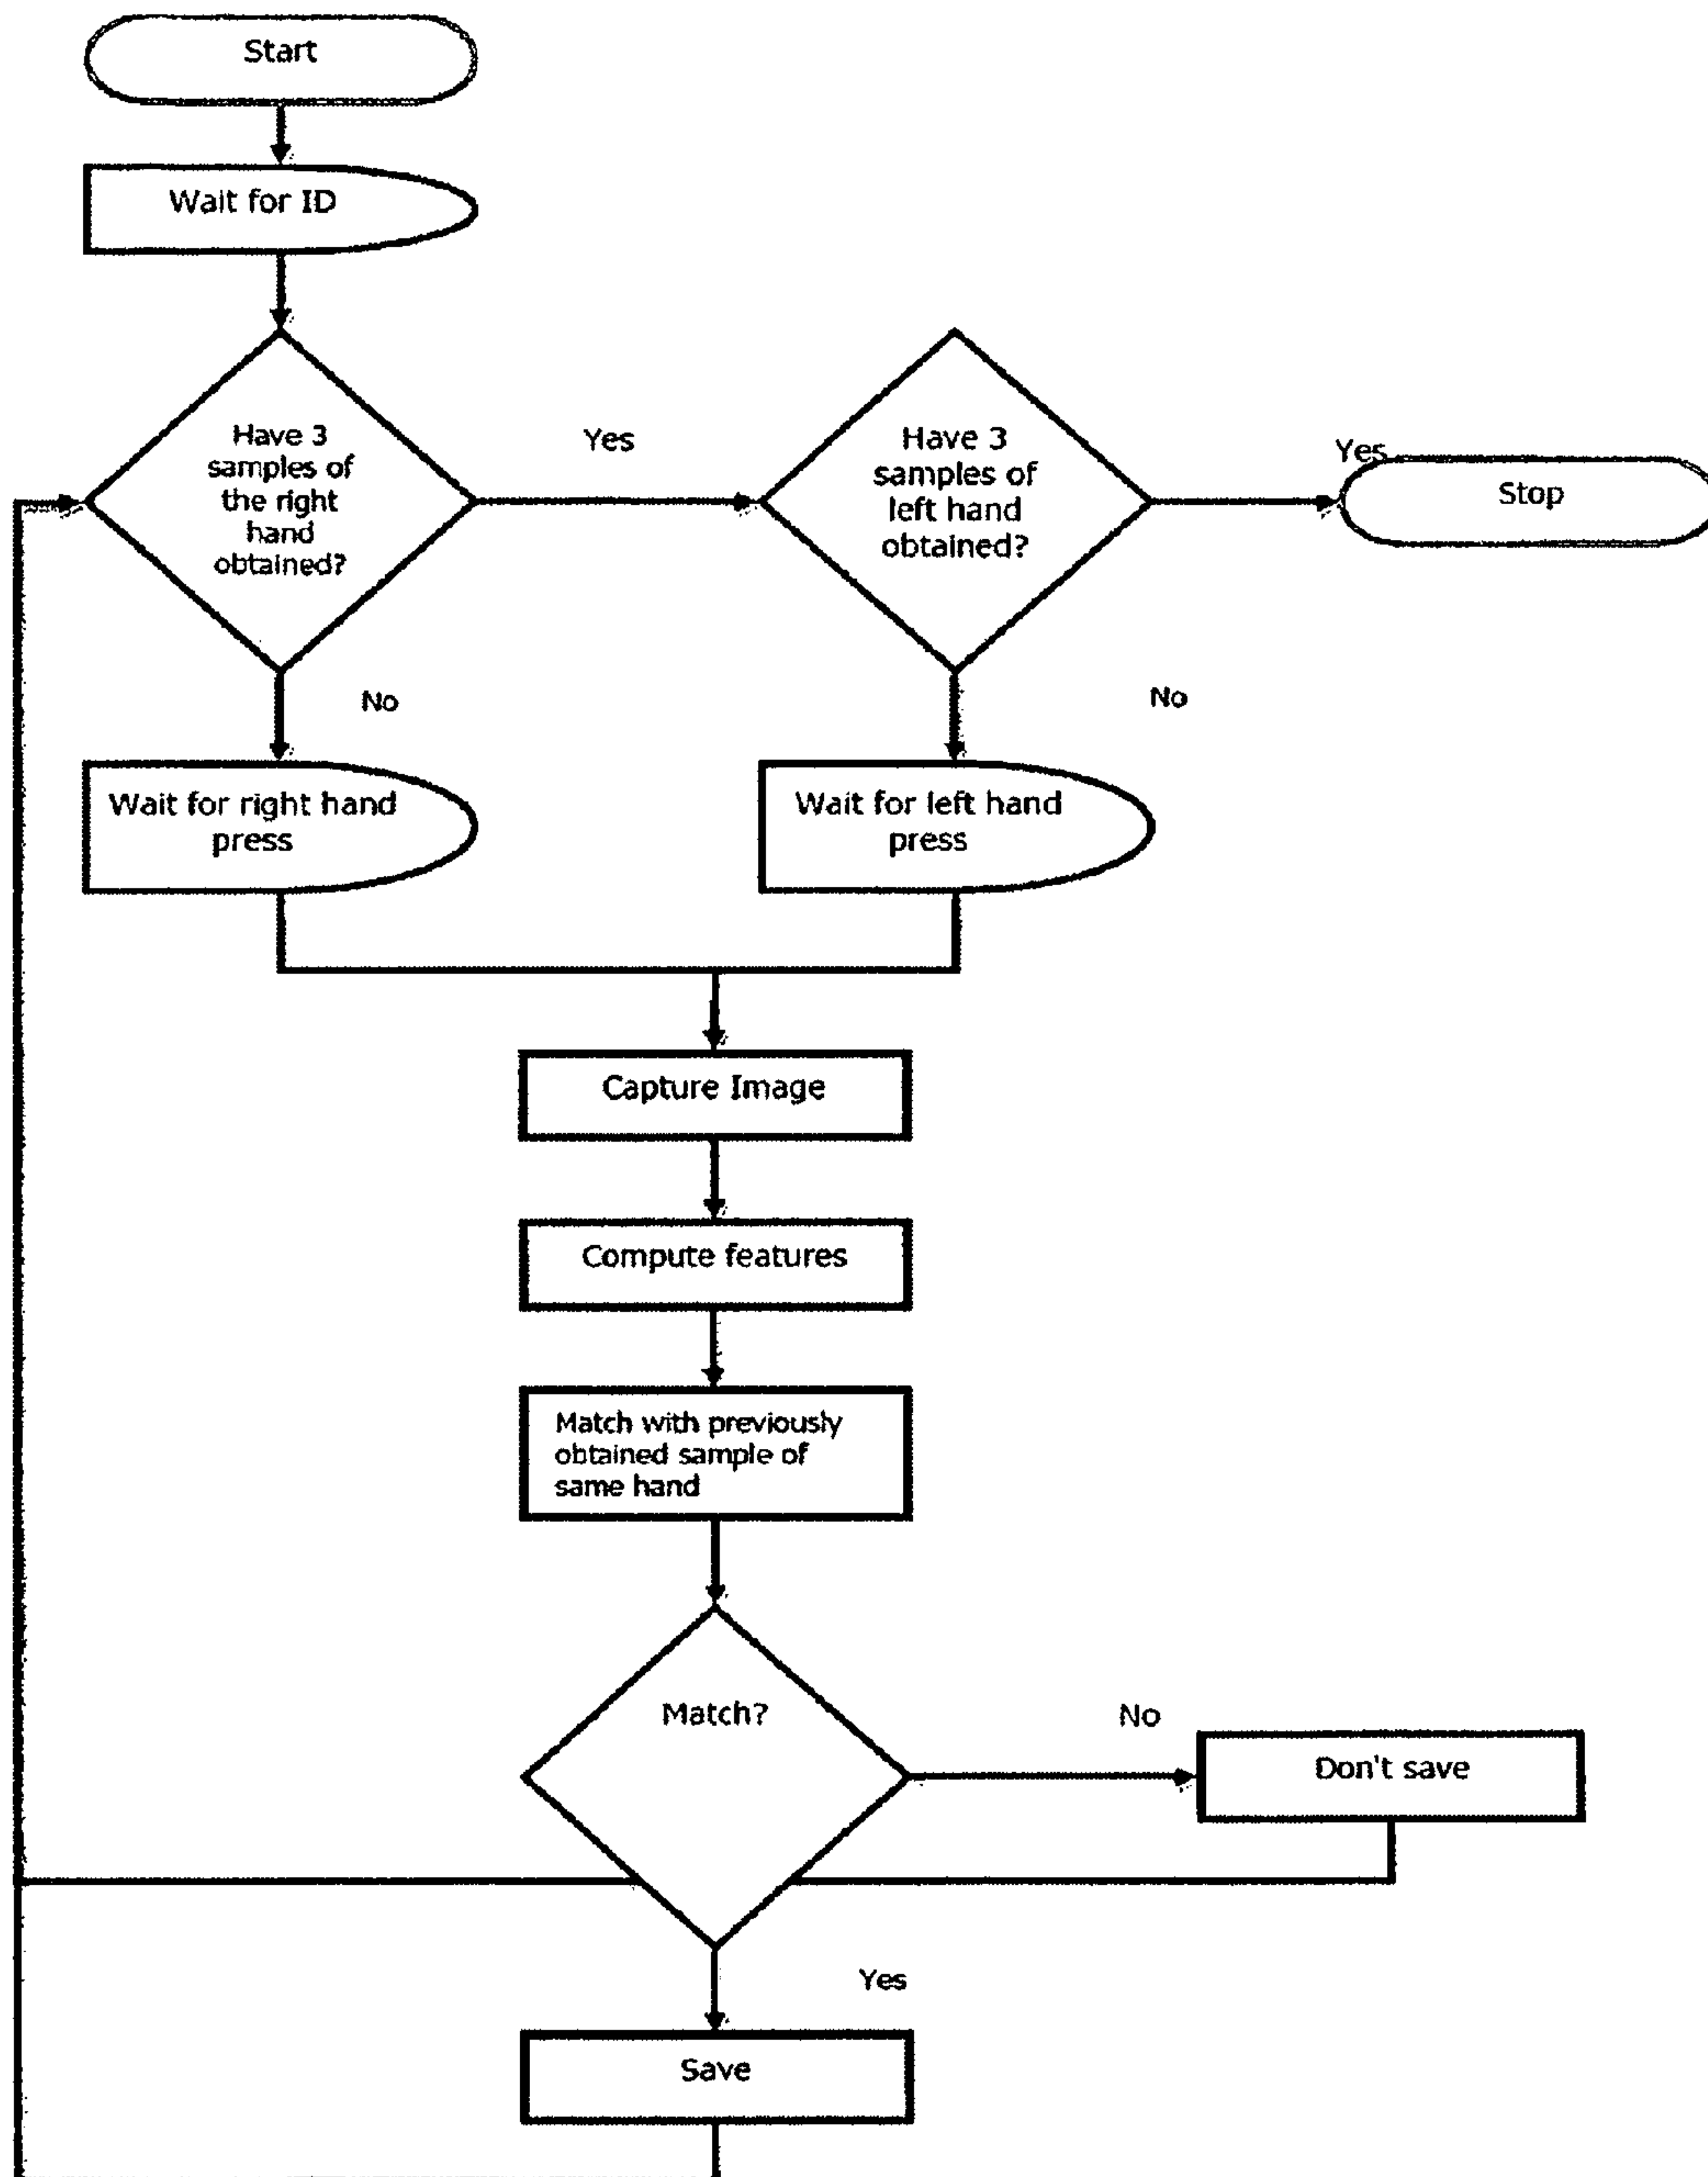 Start
Wait for ID
Have 3
samples of
the right
hand
obtained?
Yes
Have 3
samples of
left hand
obtained?
Yes
Stop
No
No
Wait for right hand
press
Wait for left hand
press
Capture Image
Compute features
Match with previously
obtained sample of
same hand
Match?
No
Don't save
Yes
Save